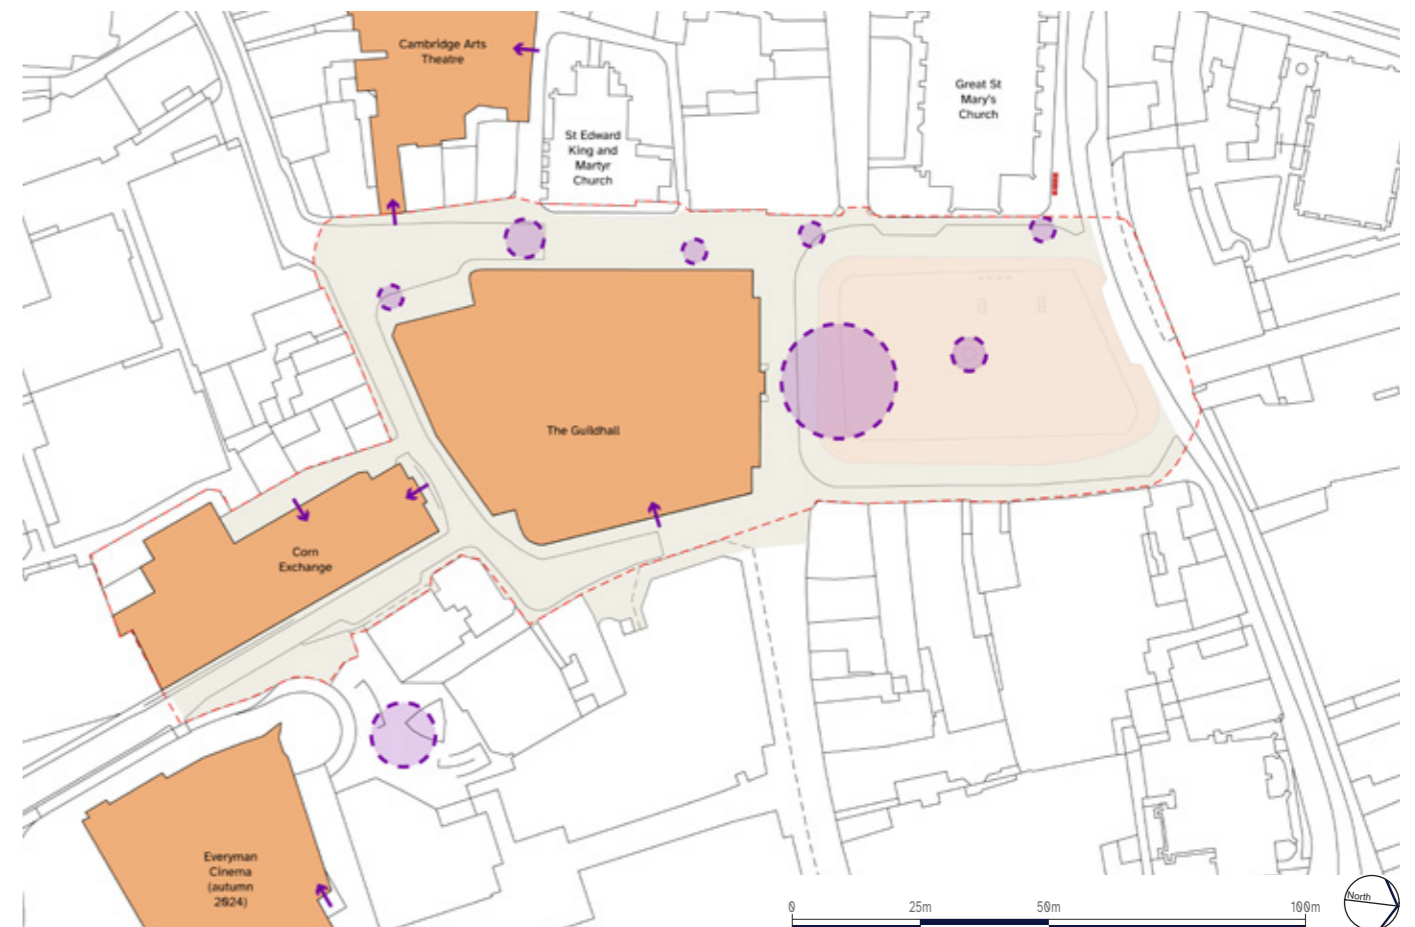 Cambridge Arts
Theatre
St Edward
King and
Martyr
Church
Great St
Mary's
Church
The Guildhall
Corn
Exchange
Everyman
Cinema
(autumn
2024)
0
25m
50m
100m
North